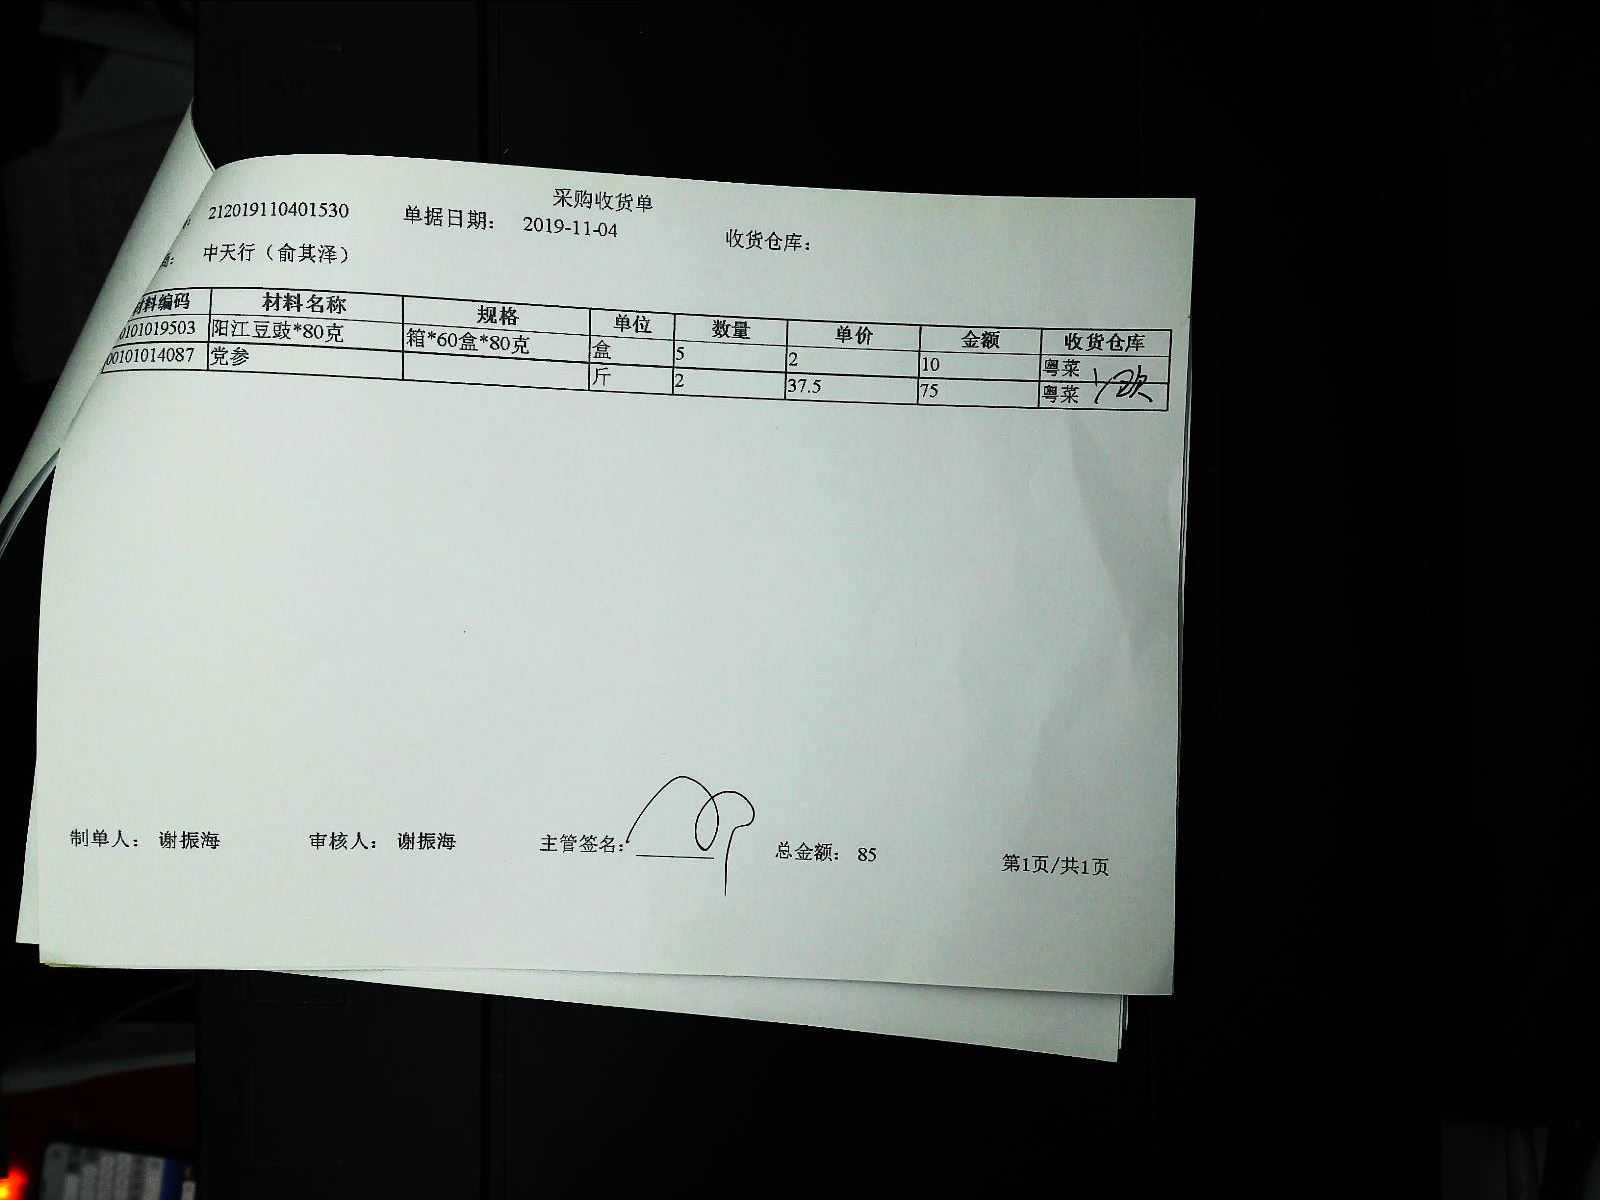 采购收货单
212019110401530 单据日期: 2019-11-04 收货仓库:
中天行（俞其泽）
材料编码 材料名称 规格 单位 数量 单价 金额 收货仓库
0101019503 阳江豆豉*80克 箱*60盒*80克 盒 5 2 10 粤菜
00101014087 党参 斤 2 37.5 75 粤菜
制单人: 谢振海 审核人: 谢振海 主管签名: 总金额: 85 第1页/共1页